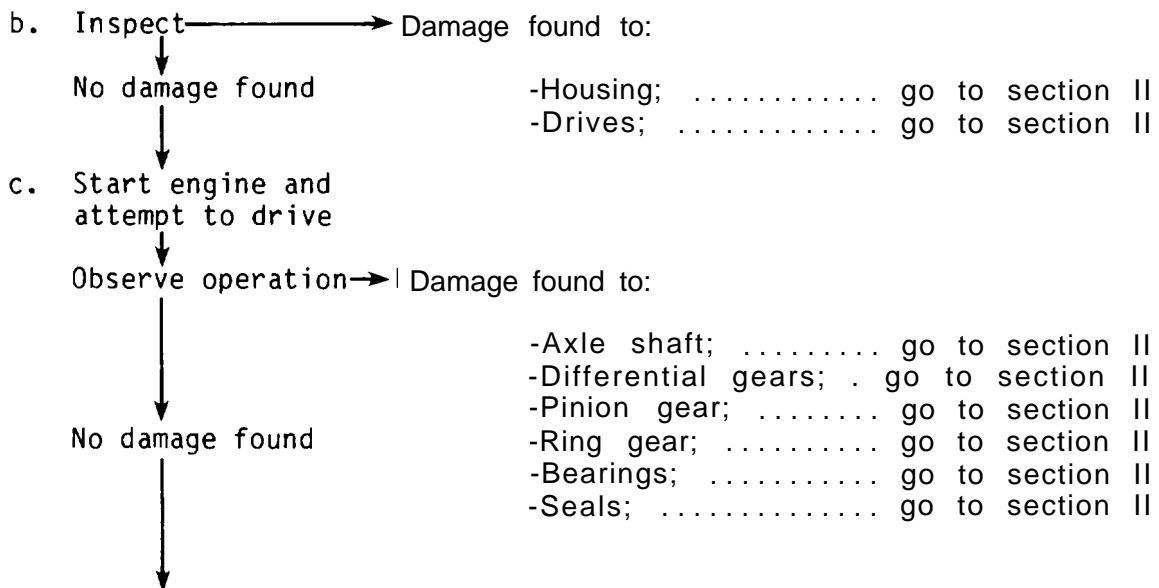 b. Inspect Damage found to:
No damage found
-Housing; ............ go to section II
-Drives; ............. go to section II
c. Start engine and
attempt to drive
Observe operation Damage found to:
-Axle shaft; ......... go to section II
-Differential gears; . go to section II
-Pinion gear; ........ go to section II
-Ring gear; .......... go to section II
-Bearings; ........... go to section II
-Seals; .............. go to section II
No damage found